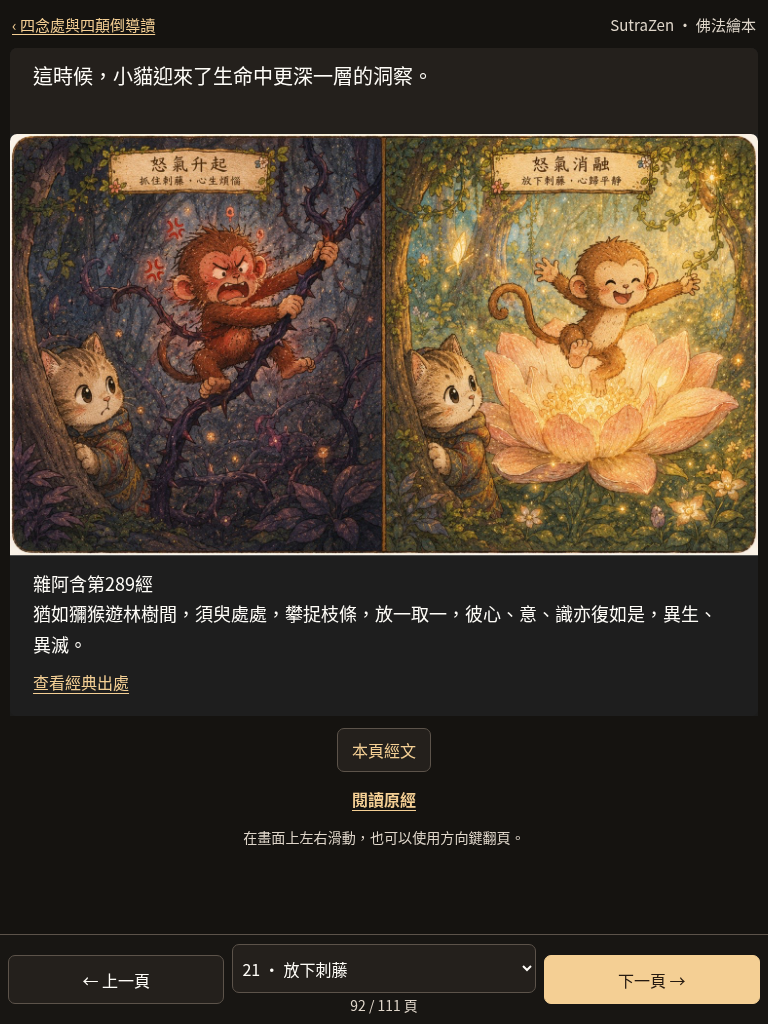 ‹ 四念處與四顛倒導讀
SutraZen · 佛法繪本
這時候，小貓迎來了生命中更深一層的洞察。
怒氣升起
抓住刺藤，心生煩惱
怒氣消融
放下刺藤，心歸平靜
雜阿含第289經
猶如獼猴遊林樹間，須臾處處，攀捉枝條，放一取一，彼心、意、識亦復如是，異生、
異滅。
查看經典出處
本頁經文
閱讀原經
在畫面上左右滑動，也可以使用方向鍵翻頁。
← 上一頁
21 · 放下刺藤
92 / 111 頁
下一頁 →